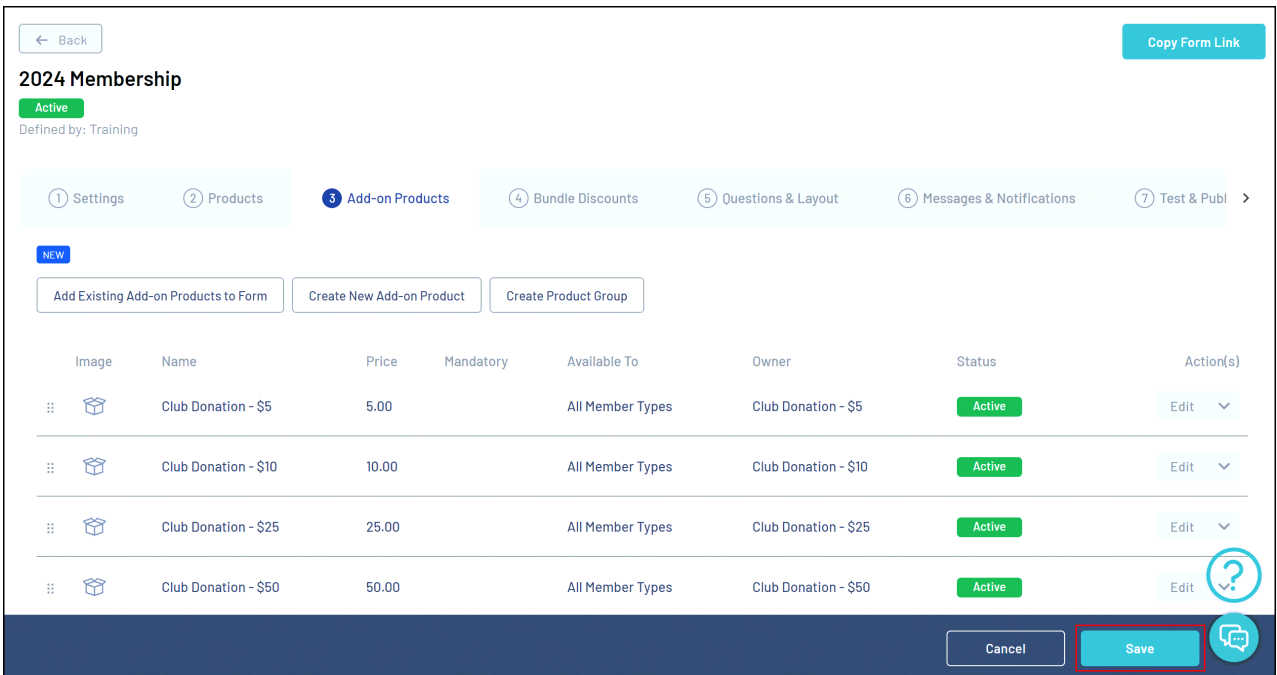 Back
Copy Form Link
2024 Membership
Active
Defined by: Training
1 Settings 2 Products 3 Add-on Products 4 Bundle Discounts 5 Questions & Layout 6 Messages & Notifications 7 Test & Publ
NEW
Add Existing Add-on Products to Form Create New Add-on Product Create Product Group
Image Name Price Mandatory Available To Owner Status Action(s)
Club Donation - $5 5.00 All Member Types Club Donation - $5 Active Edit
Club Donation - $10 10.00 All Member Types Club Donation - $10 Active Edit
Club Donation - $25 25.00 All Member Types Club Donation - $25 Active Edit
Club Donation - $50 50.00 All Member Types Club Donation - $50 Active Edit
?
Cancel Save